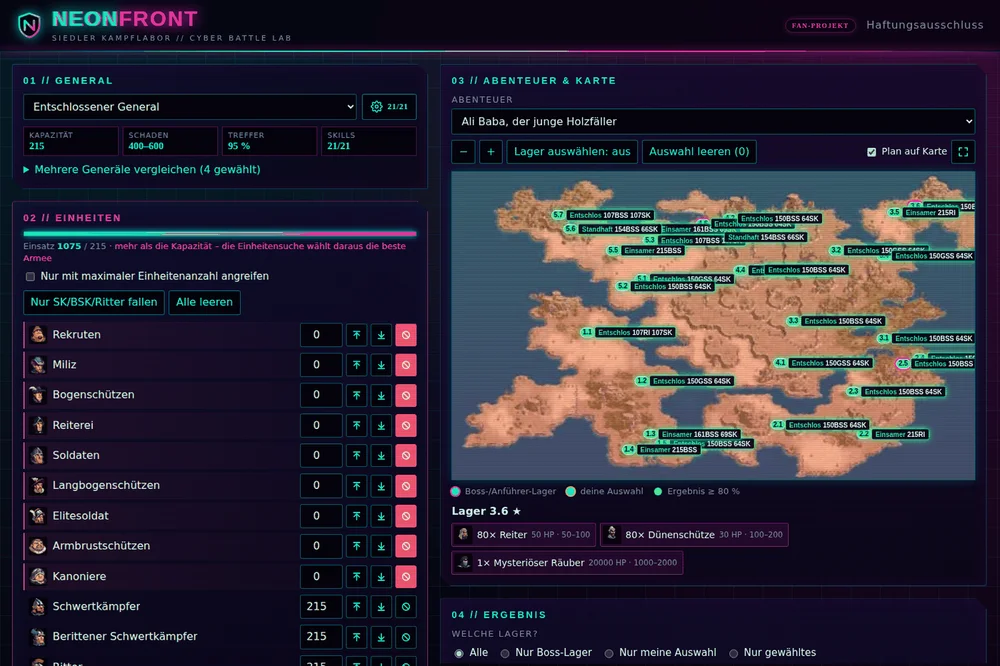 NEONFRONT
SIEDLER KAMPFLABOR // CYBER BATTLE LAB
FAN-PROJEKT
Haftungsausschluss
01 // GENERAL
Entschlossener General
21/21
KAPAZITÄT
215
SCHADEN
400–600
TREFFER
95 %
SKILLS
21/21
Mehrere Generäle vergleichen (4 gewählt)
02 // EINHEITEN
Einsatz 1075 / 215 · mehr als die Kapazität – die Einheitensuche wählt daraus die beste
Armee
Nur mit maximaler Einheitenanzahl angreifen
Nur SK/BSK/Ritter fallen
Alle leeren
Rekruten 0
Miliz 0
Bogenschützen 0
Reiterei 0
Soldaten 0
Langbogenschützen 0
Elitesoldat 0
Armbrustschützen 0
Kanoniere 0
Schwertkämpfer 215
Berittener Schwertkämpfer 215
Ritter 215
03 // ABENTEUER & KARTE
ABENTEUER
Ali Baba, der junge Holzfäller
− + Lager auswählen: aus Auswahl leeren (0) Plan auf Karte
5.7 Entschlos 107BSS 107SK
5.6 Standhaft 154BSS 66SK
Entschlos 150BSS 64SK
3.5 Einsamer 215RI
Standhaft 154BSS 66SK
5.3 Entschlos 107BSS
5.5 Einsamer 215BSS
3.2 Entschlos
Entschlos 150GSS 64SK
4.4 Entschlos 150BSS 64SK
5.1 Entschlos 150GSS 64SK
5.2 Entschlos 150BSS 64SK
3.3 Entschlos 150BSS 64SK
1.1 Entschlos 107RI 107SK
3.1 Entschlos 150BSS 64SK
4.1 Entschlos 150GSS 64SK
2.5 Entschlos 150BSS
1.2 Entschlos 150GSS 64SK
2.3 Entschlos 150BSS 64SK
2.1 Entschlos 150BSS 64SK
1.3 Einsamer 161BSS 69SK
2.2 Einsamer 215RI
150BSS 64SK
1.4 Einsamer 215BSS
Boss-/Anführer-Lager deine Auswahl Ergebnis ≥ 80 %
Lager 3.6 ★
80× Reiter 50 HP · 50–100
80× Dünenschütze 30 HP · 100–200
1× Mysteriöser Räuber 20000 HP · 1000–2000
04 // ERGEBNIS
WELCHE LAGER?
Alle Nur Boss-Lager Nur meine Auswahl Nur gewähltes